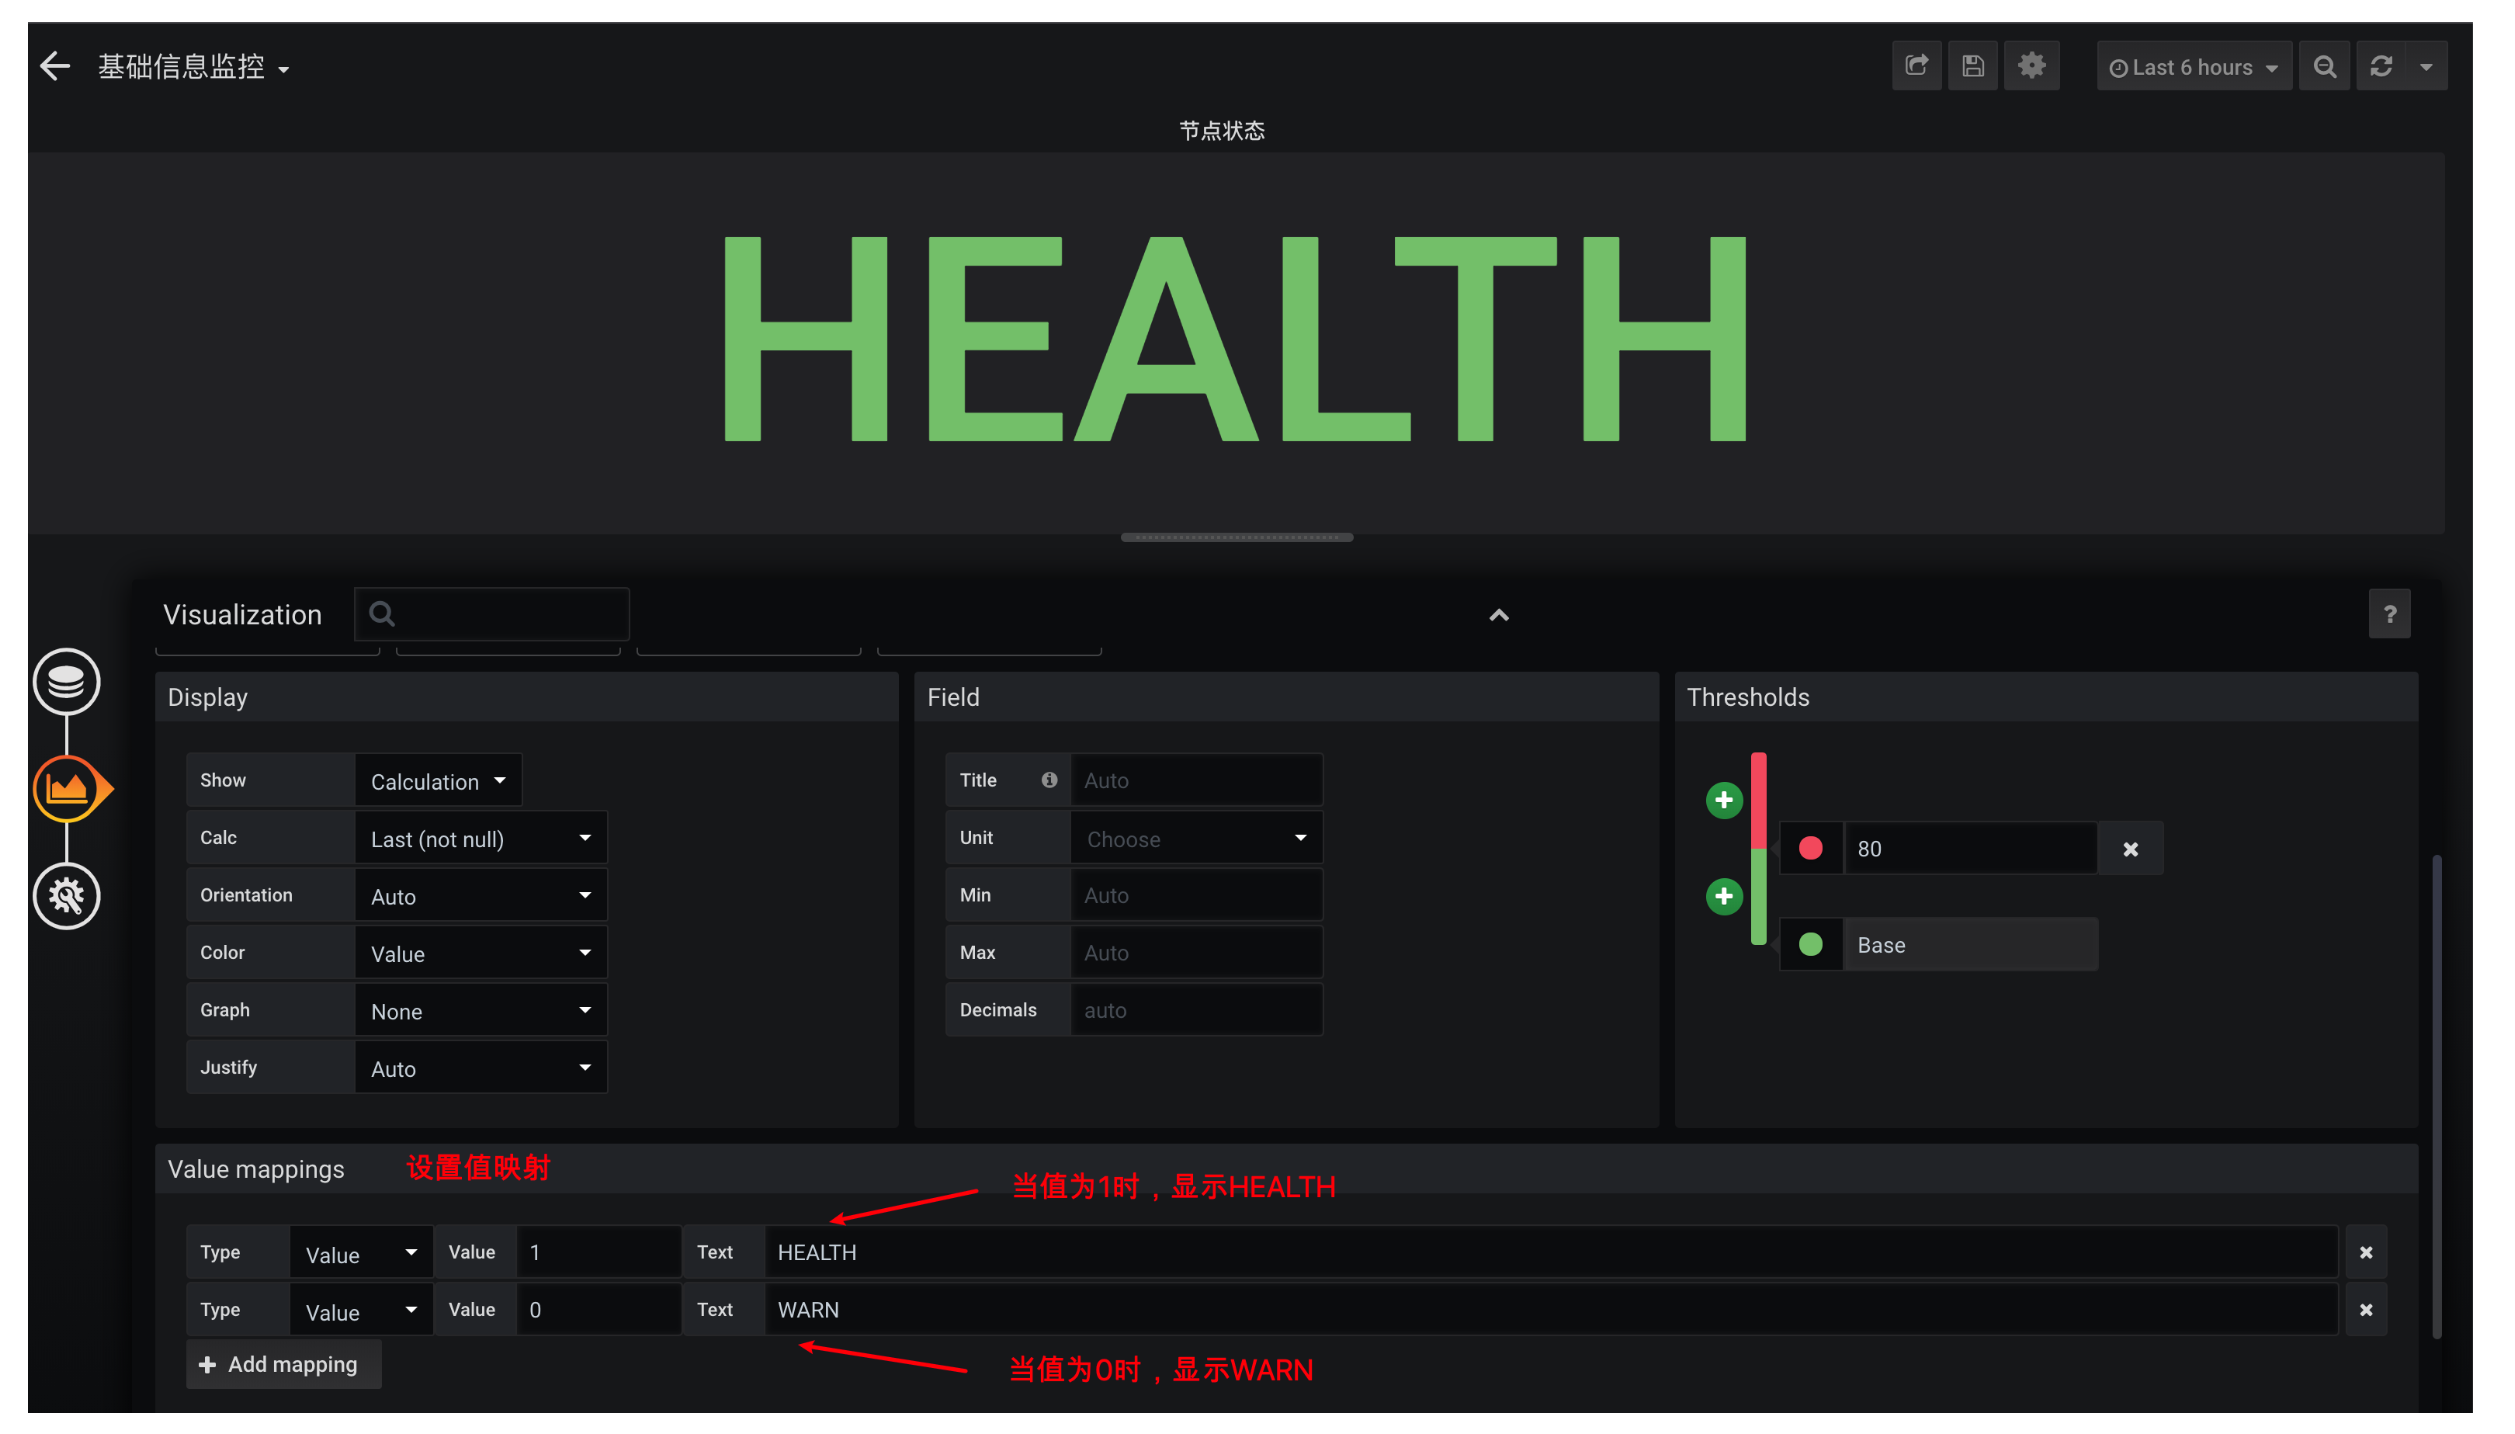 基础信息监控
Last 6 hours
节点状态
HEALTH
Visualization
?
Display
Show Calculation
Calc Last (not null)
Orientation Auto
Color Value
Graph None
Justify Auto
Field
Title Auto
Unit Choose
Min Auto
Max Auto
Decimals auto
Thresholds
80
Base
Value mappings 设置值映射
当值为1时，显示HEALTH
Type Value Value 1 Text HEALTH
Type Value Value 0 Text WARN
Add mapping
当值为0时，显示WARN